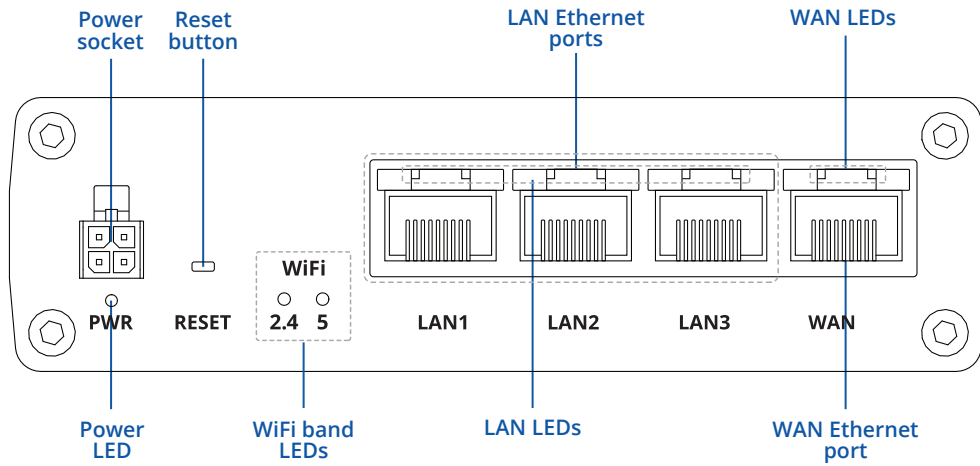 Power
socket
Reset
button
LAN Ethernet
ports
WAN LEDs
WiFi
2.4 5
PWR
RESET
LAN1
LAN2
LAN3
WAN
Power
LED
WiFi band
LEDs
LAN LEDs
WAN Ethernet
port